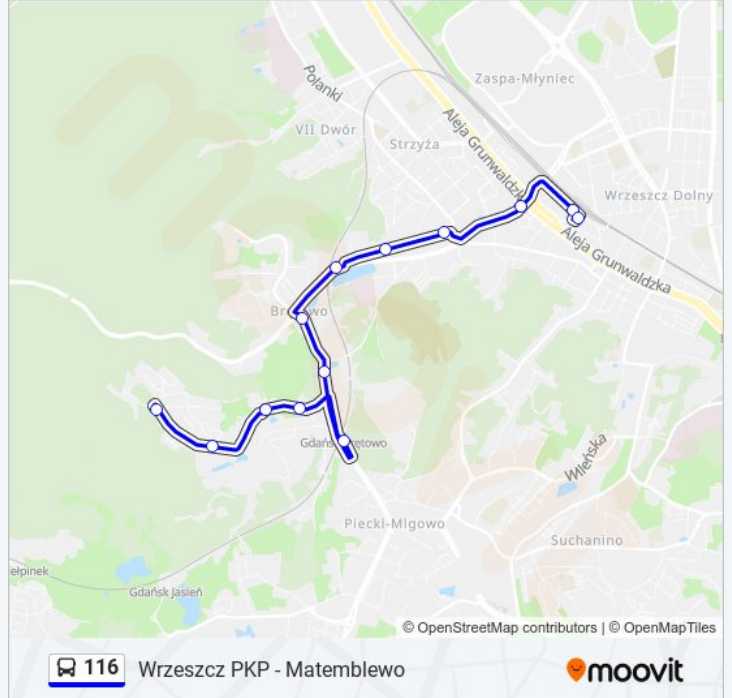 Zaspa-Młyniec
Polanki
VII Dwór
Strzyża
Aleja Grunwaldzka
Wrzeszcz Dolny
Aleja Grunwaldzka
Gdańsk
Wileńska
Piecki-Migowo
Suchanino
ełpinek
Gdańsk Jasień
© OpenStreetMap contributors | © OpenMapTiles
116 Wrzeszcz PKP - Matemblewo
moovit